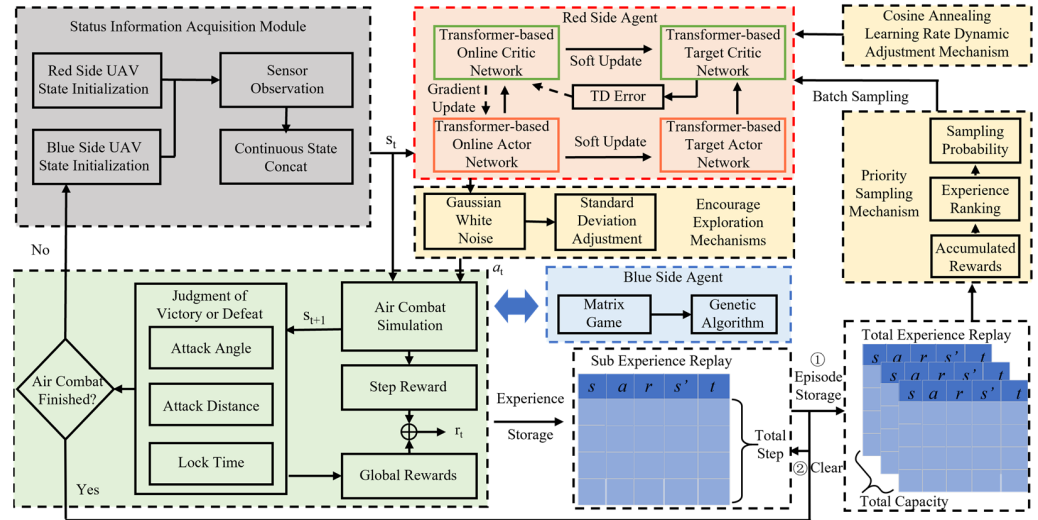 Status Information Acquisition Module
Red Side UAV
State Initialization
Sensor
Observation
Blue Side UAV
State Initialization
Continuous State
Concat
s_t
Red Side Agent
Transformer-based
Online Critic
Network
Soft Update
Transformer-based
Target Critic
Network
Gradient
Update
TD Error
Transformer-based
Online Actor
Network
Soft Update
Transformer-based
Target Actor
Network
Cosine Annealing
Learning Rate Dynamic
Adjustment Mechanism
Batch Sampling
Priority
Sampling
Mechanism
Sampling
Probability
Experience
Ranking
Accumulated
Rewards
Gaussian
White
Noise
Standard
Deviation
Adjustment
Encourage
Exploration
Mechanisms
a_t
No
Judgment of
Victory or Defeat
Attack Angle
Attack Distance
Lock Time
s_{t+1}
Air Combat
Simulation
Step Reward
r_t
Global Rewards
Air Combat
Finished?
Yes
Blue Side Agent
Matrix
Game
Genetic
Algorithm
Experience
Storage
Sub Experience Replay
s a r s' t
Total
Step
①
Episode
Storage
② Clear
Total Experience Replay
s a r s' t
s a r s' t
s a r s' t
Total Capacity